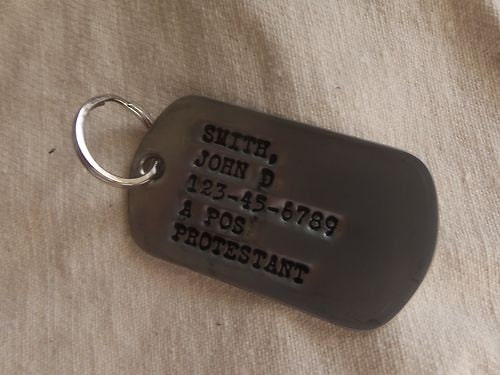 SMITH,
JOHN D
123-45-6789
A POS
PROTESTANT